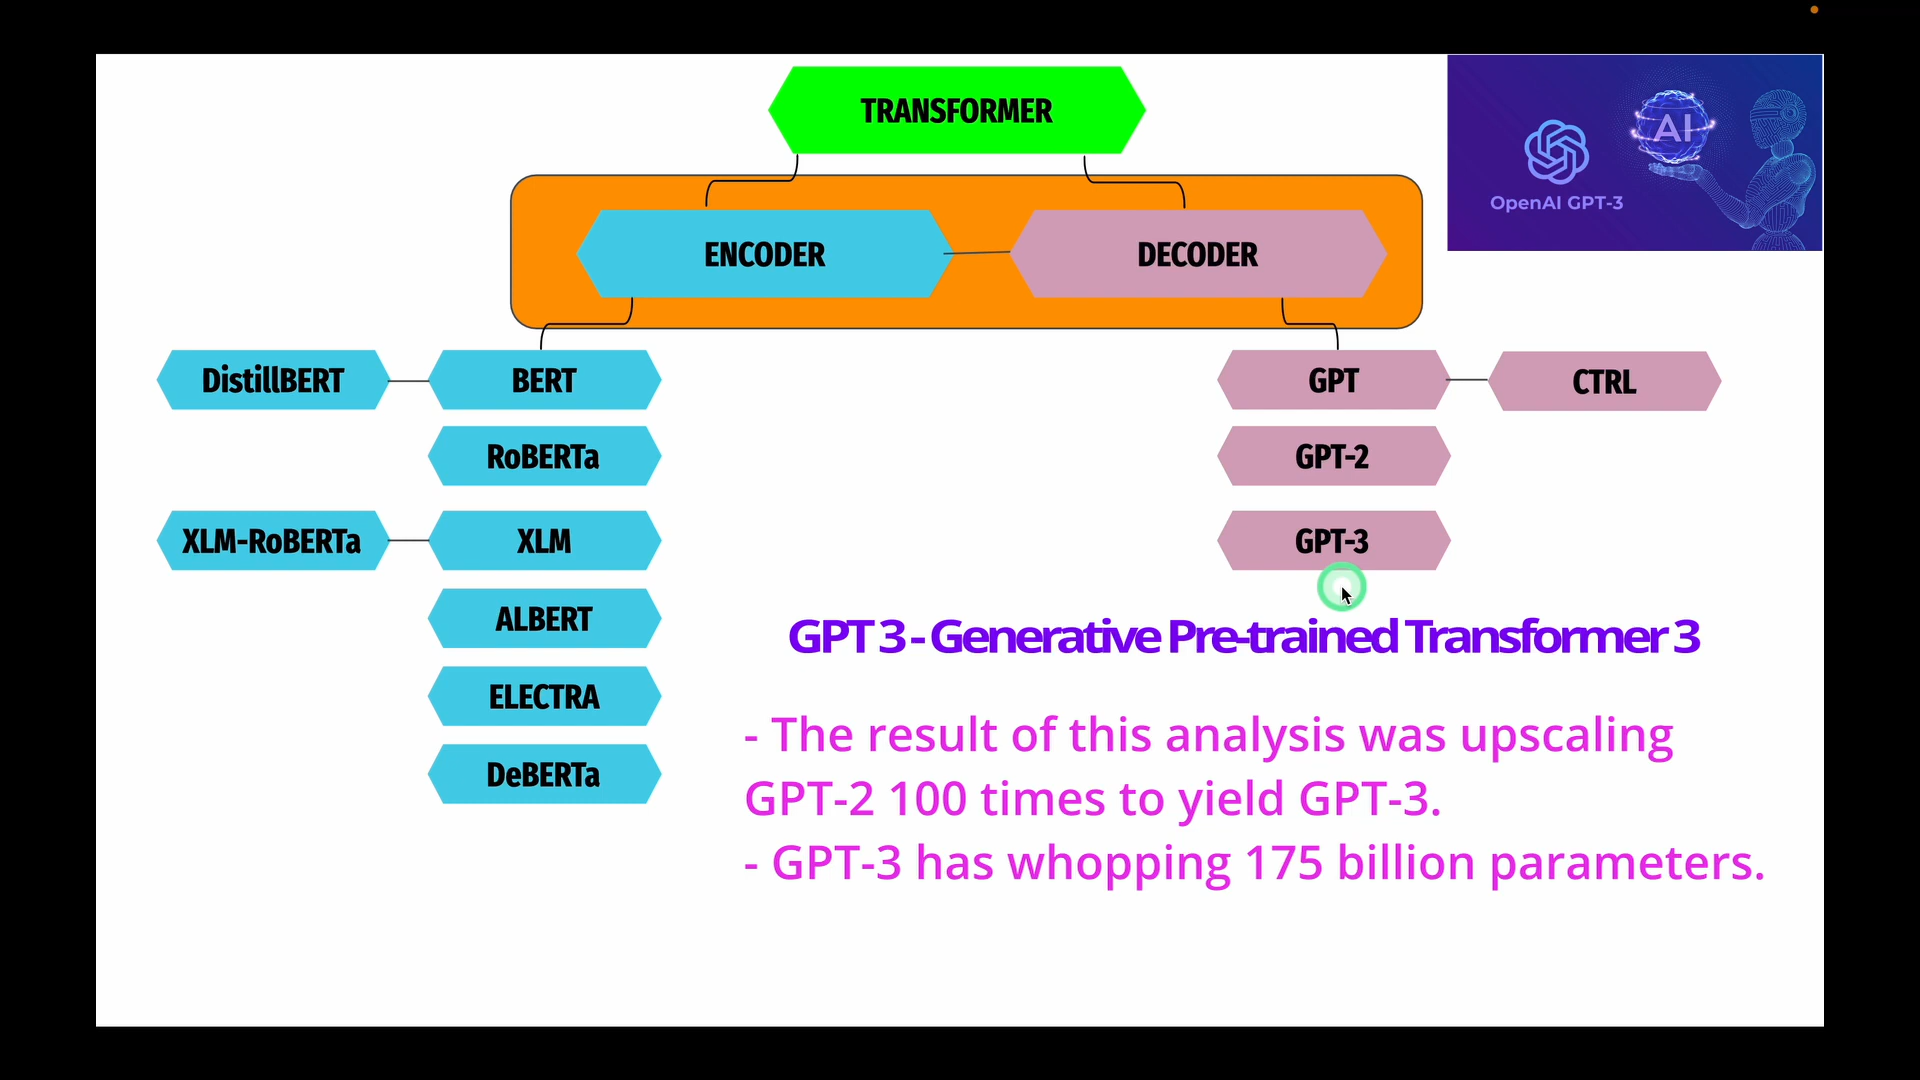 TRANSFORMER
AI
OpenAI GPT-3
ENCODER
DECODER
DistillBERT
BERT
GPT
CTRL
RoBERTa
GPT-2
XLM-RoBERTa
XLM
GPT-3
ALBERT
GPT 3 - Generative Pre-trained Transformer 3
ELECTRA
DeBERTa
- The result of this analysis was upscaling
GPT-2 100 times to yield GPT-3.
- GPT-3 has whopping 175 billion parameters.